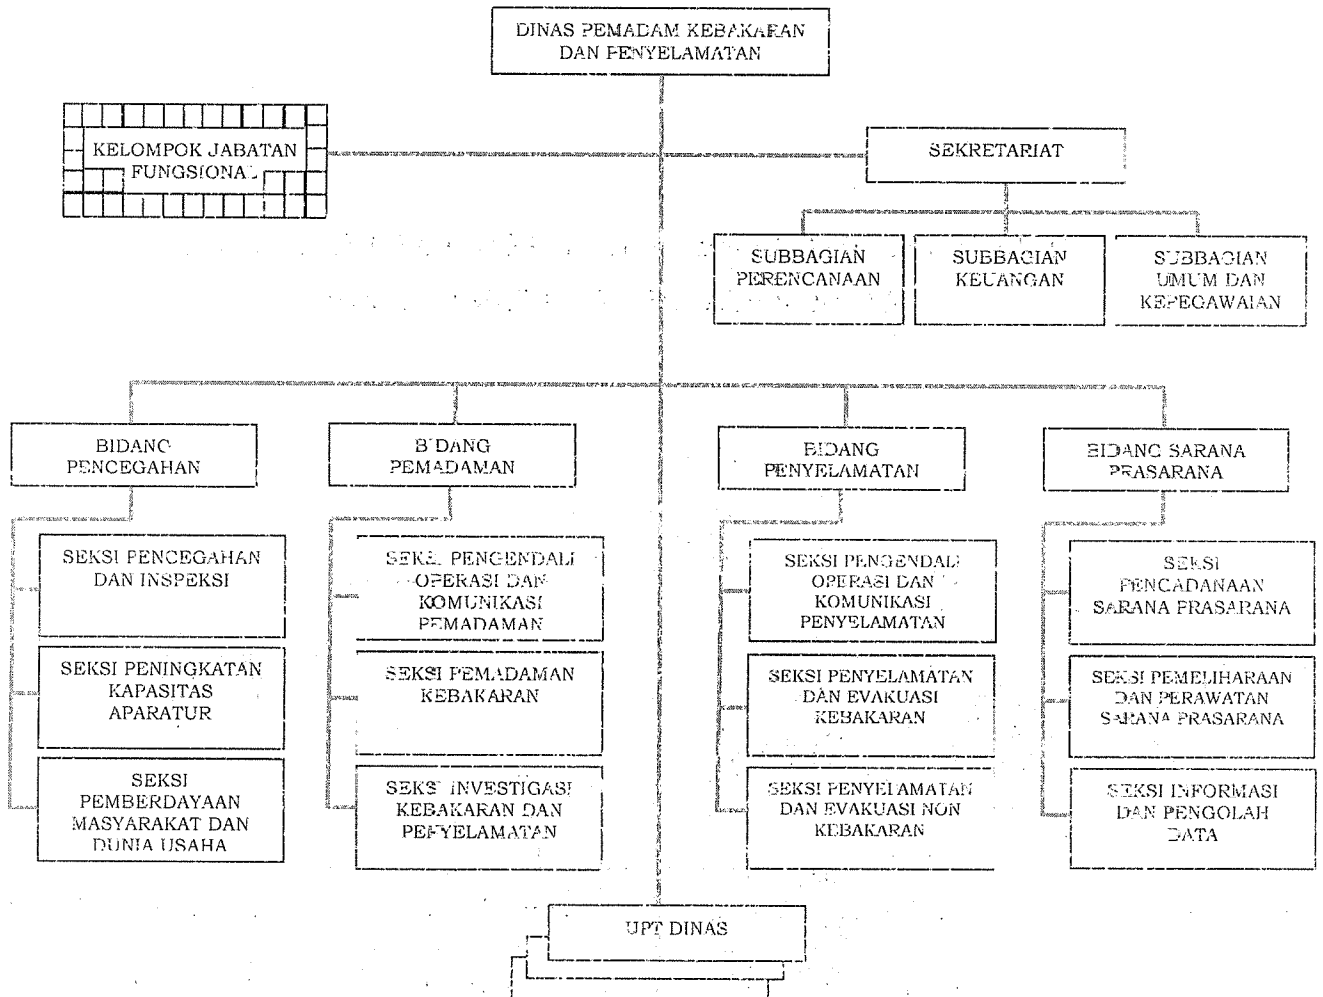 DINAS PEMADAM KEBAKARAN
DAN PENYELAMATAN
KELOMPOK JABATAN
FUNGSIONAL
SEKRETARIAT
SUBBAGIAN
PERENCANAAN
SUBBAGIAN
KEUANGAN
SUBBAGIAN
UMUM DAN
KEPEGAWAIAN
BIDANG
PENCEGAHAN
BIDANG
PEMADAMAN
BIDANG
PENYELAMATAN
BIDANG SARANA
PRASARANA
SEKSI PENCEGAHAN
DAN INSPEKSI
SEKSI PENINGKATAN
KAPASITAS
APARATUR
SEKSI
PEMBERDAYAAN
MASYARAKAT DAN
DUNIA USAHA
SEKSI PENGENDALI
OPERASI DAN
KOMUNIKASI
PEMADAMAN
SEKSI PEMADAMAN
KEBAKARAN
SEKSI INVESTIGASI
KEBAKARAN DAN
PENYELAMATAN
SEKSI PENGENDALI
OPERASI DAN
KOMUNIKASI
PENYELAMATAN
SEKSI PENYELAMATAN
DAN EVAKUASI
KEBAKARAN
SEKSI PENYELAMATAN
DAN EVAKUASI NON
KEBAKARAN
SEKSI
PENCADANAAN
SARANA PRASARANA
SEKSI PEMELIHARAAN
DAN PERAWATAN
SARANA PRASARANA
SEKSI INFORMASI
DAN PENGOLAH
DATA
UPT DINAS